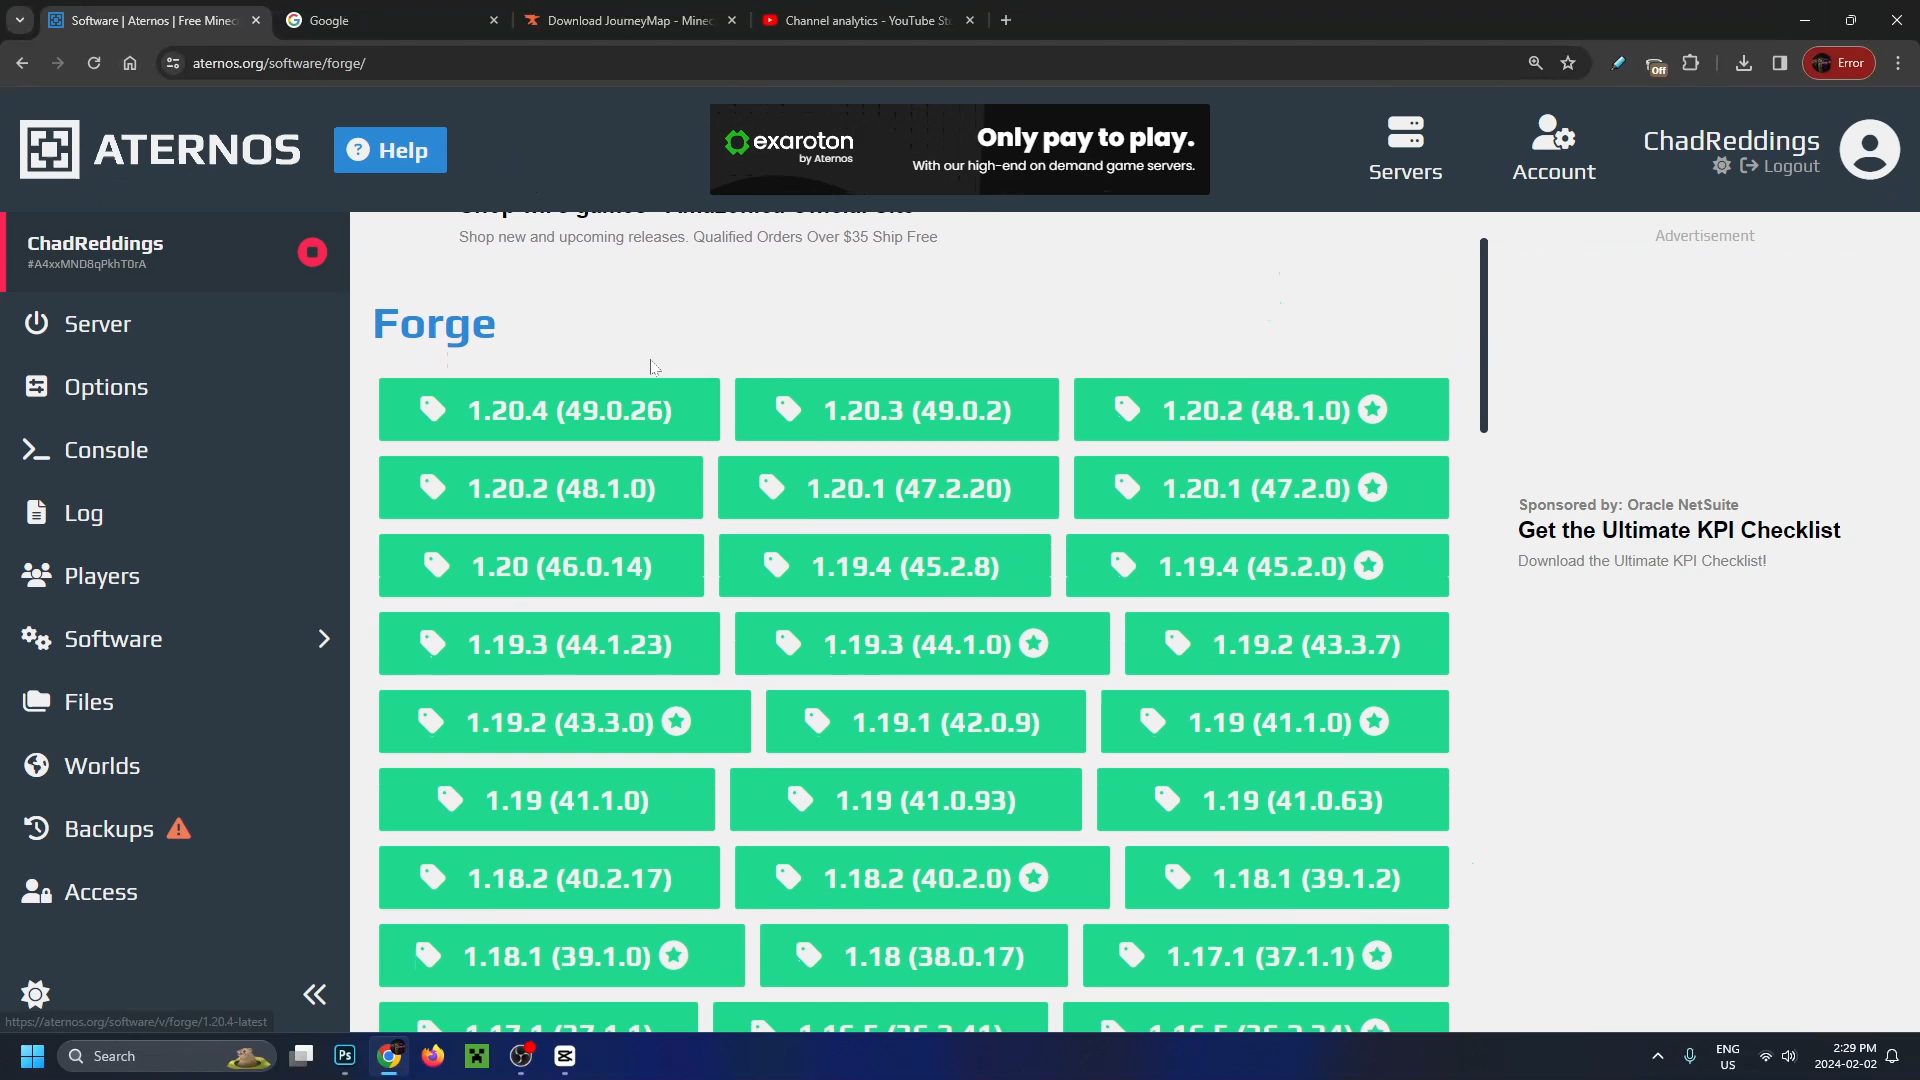 Software | Aternos | Free Minec
Google
Download JourneyMap - Minec
Channel analytics - YouTube St
aternos.org/software/forge/
Off
Error
ATERNOS
Help
exaroton
by Aternos
Only pay to play.
With our high-end on demand game servers.
Servers
Account
ChadReddings
Logout
ChadReddings
#A4xxMND8qPkhT0rA
Server
Options
Console
Log
Players
Software
Files
Worlds
Backups
Access
https://aternos.org/software/v/forge/1.20.4-latest
Shop new and upcoming releases. Qualified Orders Over $35 Ship Free
Forge
1.20.4 (49.0.26)
1.20.3 (49.0.2)
1.20.2 (48.1.0)
1.20.2 (48.1.0)
1.20.1 (47.2.20)
1.20.1 (47.2.0)
1.20 (46.0.14)
1.19.4 (45.2.8)
1.19.4 (45.2.0)
1.19.3 (44.1.23)
1.19.3 (44.1.0)
1.19.2 (43.3.7)
1.19.2 (43.3.0)
1.19.1 (42.0.9)
1.19 (41.1.0)
1.19 (41.1.0)
1.19 (41.0.93)
1.19 (41.0.63)
1.18.2 (40.2.17)
1.18.2 (40.2.0)
1.18.1 (39.1.2)
1.18.1 (39.1.0)
1.18 (38.0.17)
1.17.1 (37.1.1)
1.17.1 (37.1.1)
Advertisement
Sponsored by: Oracle NetSuite
Get the Ultimate KPI Checklist
Download the Ultimate KPI Checklist!
Search
Ps
ENG
US
2:29 PM
2024-02-02